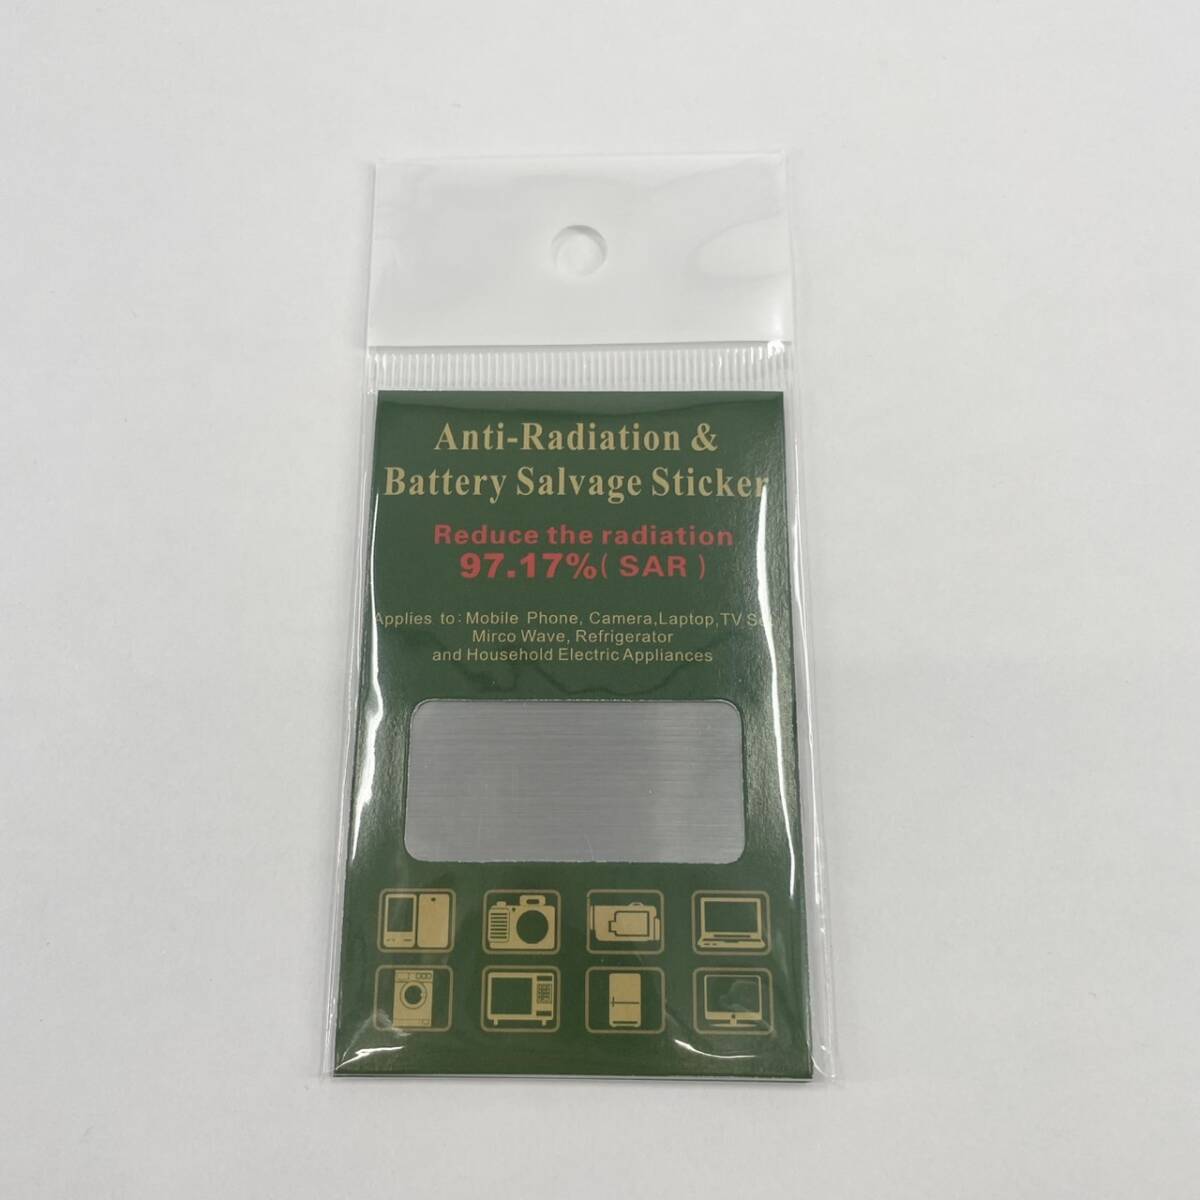 Anti-Radiation &
Battery Salvage Sticker
Reduce the radiation
97.17%( SAR )
Applies to: Mobile Phone, Camera,Laptop,TV
Mirco Wave, Refrigerator
and Household Electric Appliances